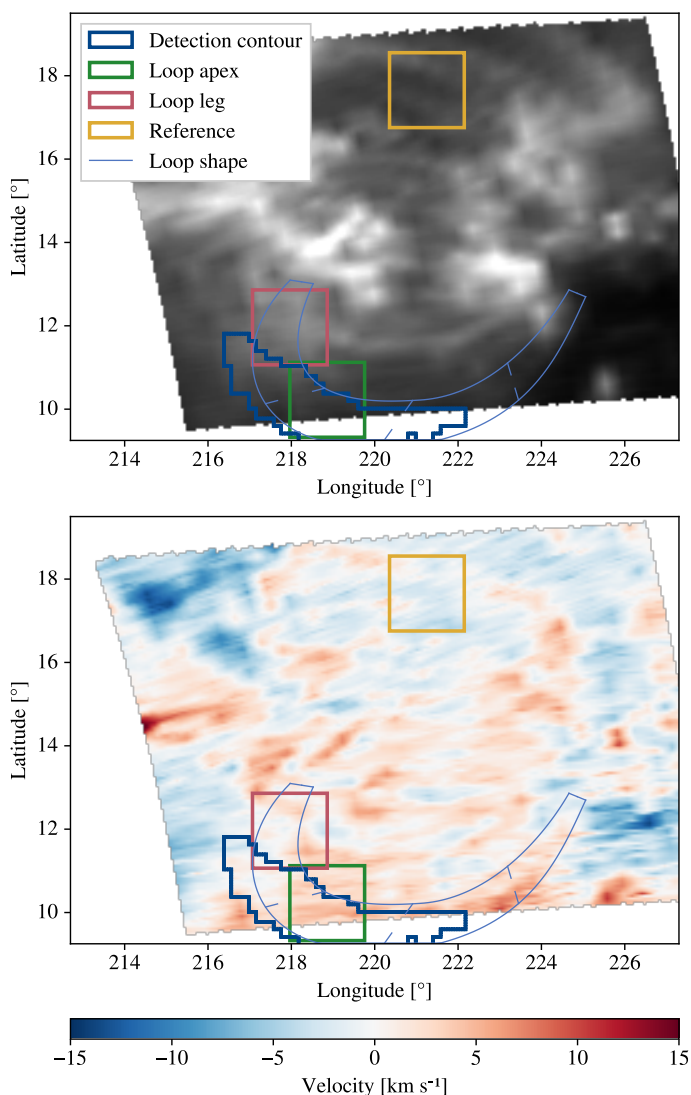 Detection contour
Loop apex
Loop leg
Reference
Loop shape
18
16
14
12
10
Latitude [°]
214 216 218 220 222 224 226
Longitude [°]
18
16
14
12
10
Latitude [°]
214 216 218 220 222 224 226
Longitude [°]
−15 −10 −5 0 5 10 15
Velocity [km s⁻¹]